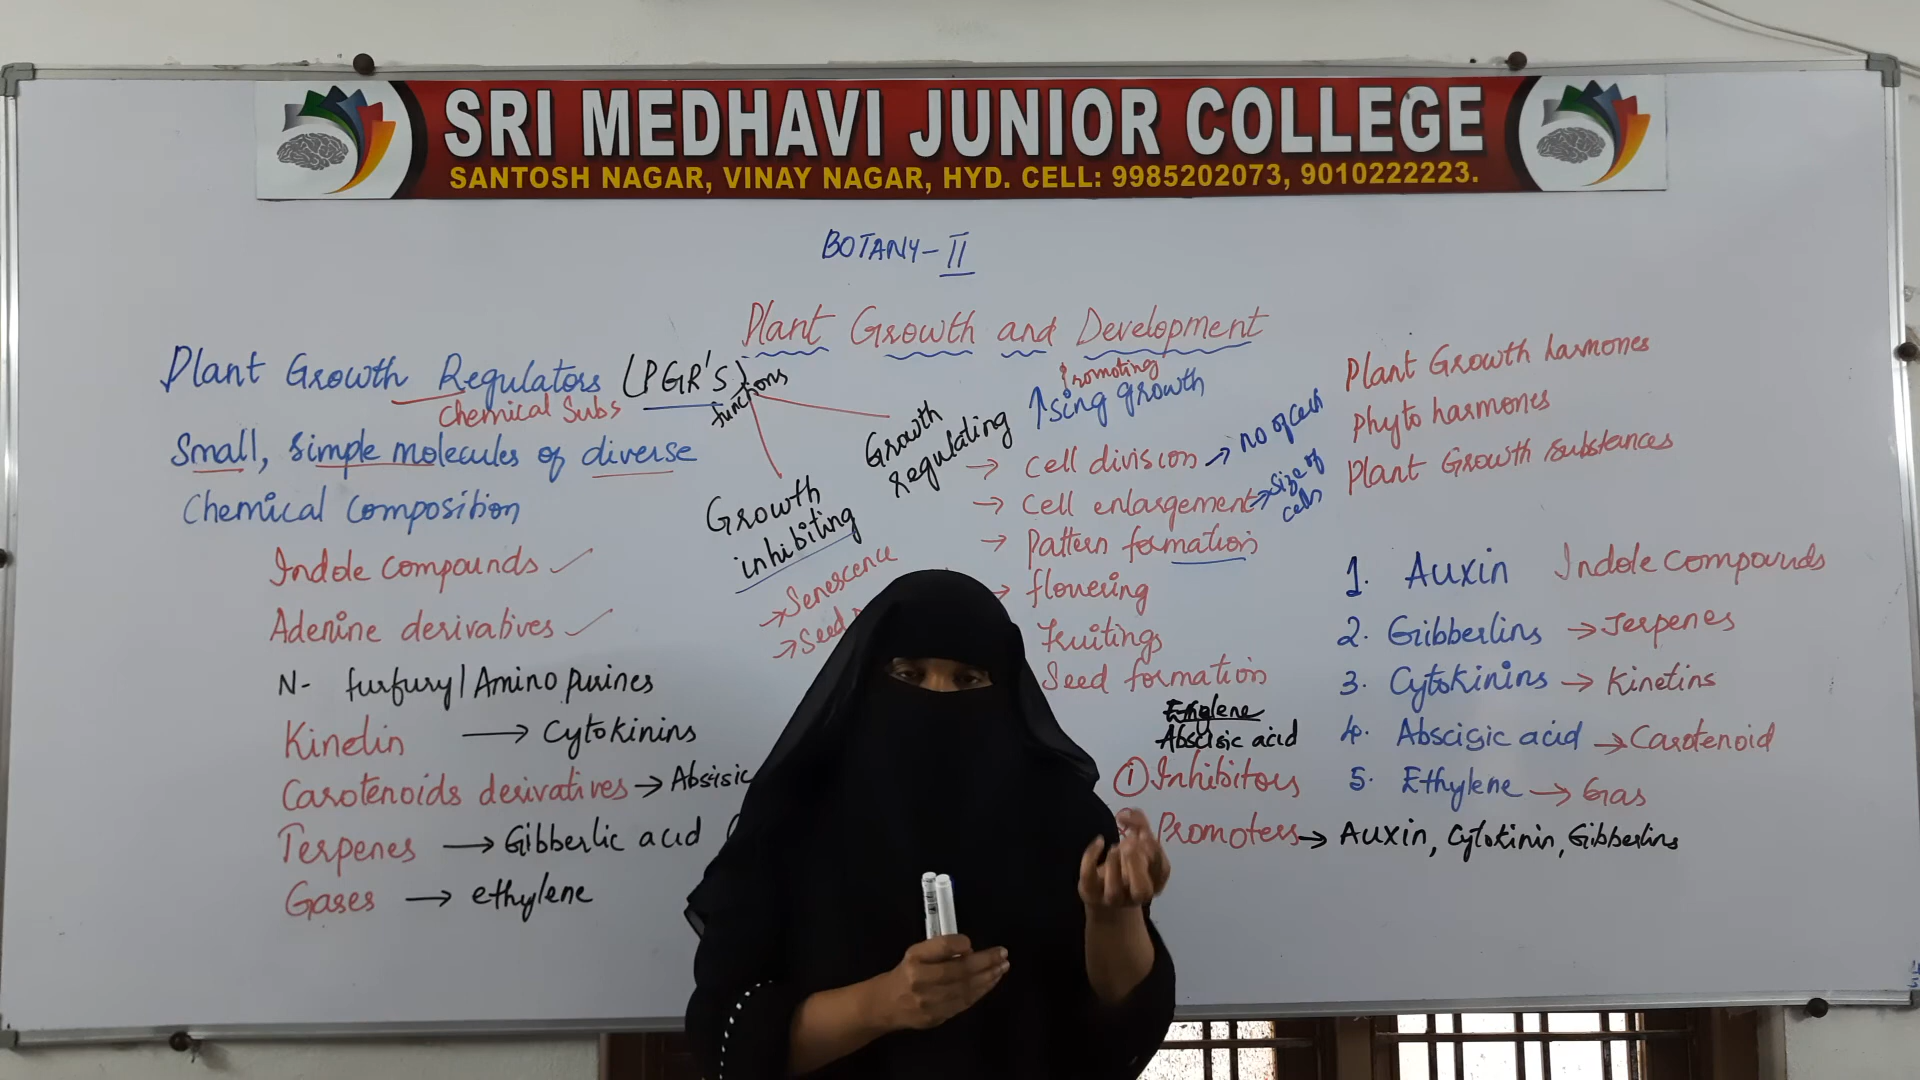 SRI MEDHAVI JUNIOR COLLEGE
SANTOSH NAGAR, VINAY NAGAR, HYD. CELL: 9985202073, 9010222223.
BOTANY-II
Plant Growth and Development
Plant Growth Regulators (PGR'S)
Chemical Subs
Small, simple molecules of diverse
Chemical Composition
Indole compounds ✓
Adenine derivatives ✓
N- furfuryl Amino purines
Kinelin → Cytokinins
Carotenoids derivatives → Absisic
Terpenes → Gibberlic acid
Gases → ethylene
functions
Growth
inhibiting
→ Senescence
→ Seed
Growth
regulating
Promoting
↑sing growth
→ Cell division → no of cells
→ Cell enlargement → Size of
cells
→ Pattern formation
→ flowering
Fruitings
Seed formation
Ethylene
Abscisic acid
① Inhibitors
Promoters → Auxin, Cytokinin, Gibberlins
Plant Growth harmones
Phyto harmones
Plant Growth substances
1. Auxin Indole Compounds
2. Gibberlins → Terpenes
3. Cytokinins → Kinetins
4. Abscisic acid → Carotenoid
5. Ethylene → Gas